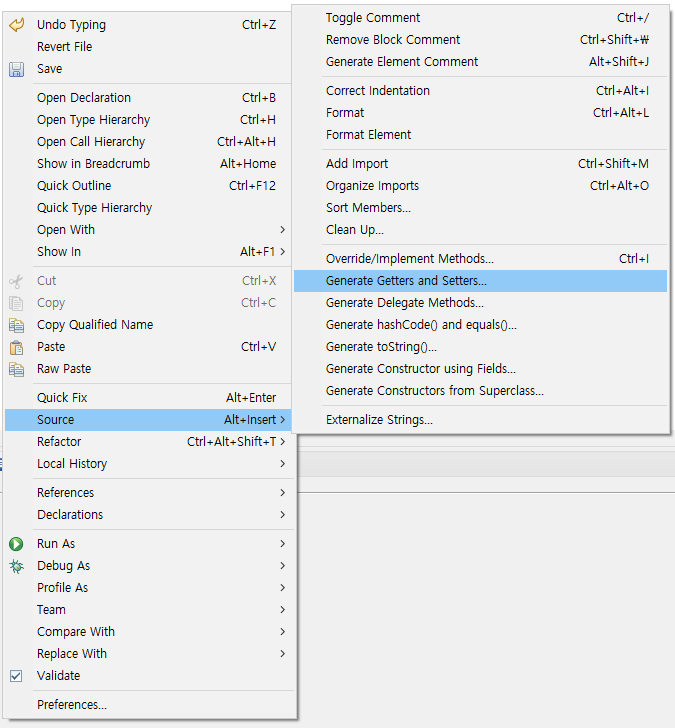 Undo Typing Ctrl+Z
Revert File
Save
Open Declaration Ctrl+B
Open Type Hierarchy Ctrl+H
Open Call Hierarchy Ctrl+Alt+H
Show in Breadcrumb Alt+Home
Quick Outline Ctrl+F12
Quick Type Hierarchy
Open With >
Show In Alt+F1 >
Cut Ctrl+X
Copy Ctrl+C
Copy Qualified Name
Paste Ctrl+V
Raw Paste
Quick Fix Alt+Enter
Source Alt+Insert >
Refactor Ctrl+Alt+Shift+T >
Local History >
References >
Declarations >
Run As >
Debug As >
Profile As >
Team >
Compare With >
Replace With >
Validate
Preferences...
Toggle Comment Ctrl+/
Remove Block Comment Ctrl+Shift+₩
Generate Element Comment Alt+Shift+J
Correct Indentation Ctrl+Alt+I
Format Ctrl+Alt+L
Format Element
Add Import Ctrl+Shift+M
Organize Imports Ctrl+Alt+O
Sort Members...
Clean Up...
Override/Implement Methods... Ctrl+I
Generate Getters and Setters...
Generate Delegate Methods...
Generate hashCode() and equals()...
Generate toString()...
Generate Constructor using Fields...
Generate Constructors from Superclass...
Externalize Strings...